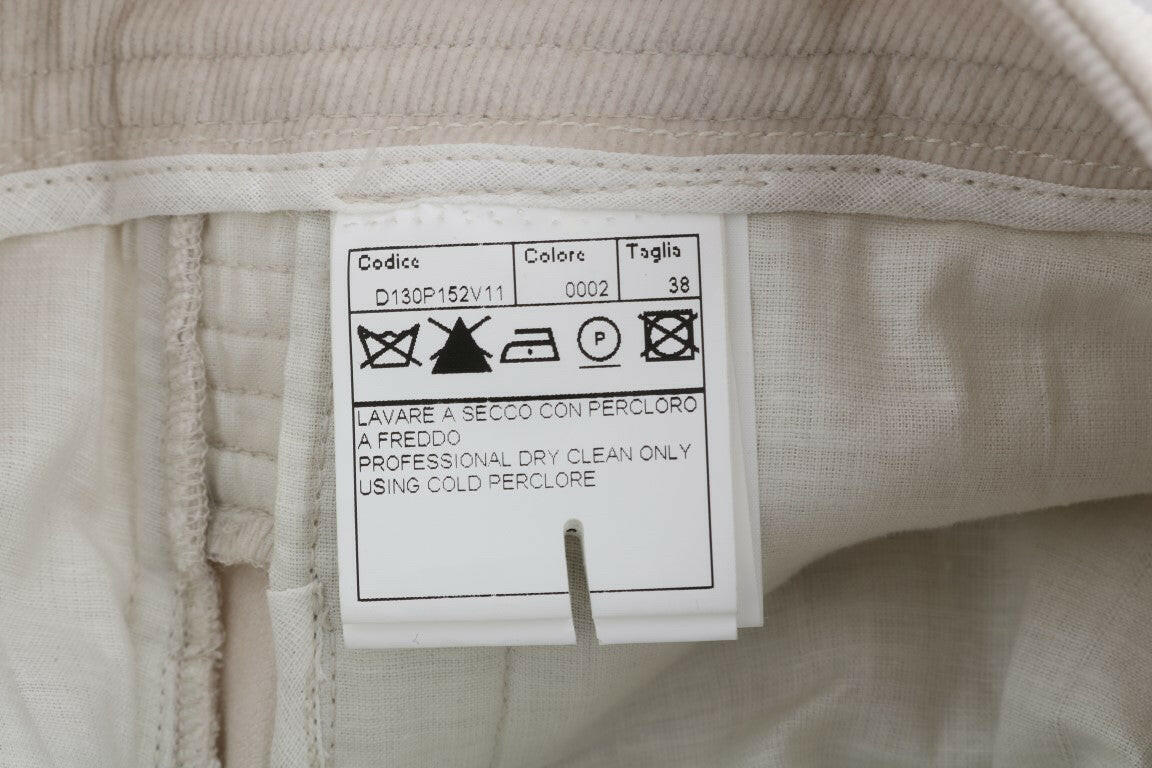 Codice Colore Taglia
D130P152V11 0002 38
P
LAVARE A SECCO CON PERCLORO
A FREDDO
PROFESSIONAL DRY CLEAN ONLY
USING COLD PERCLORE